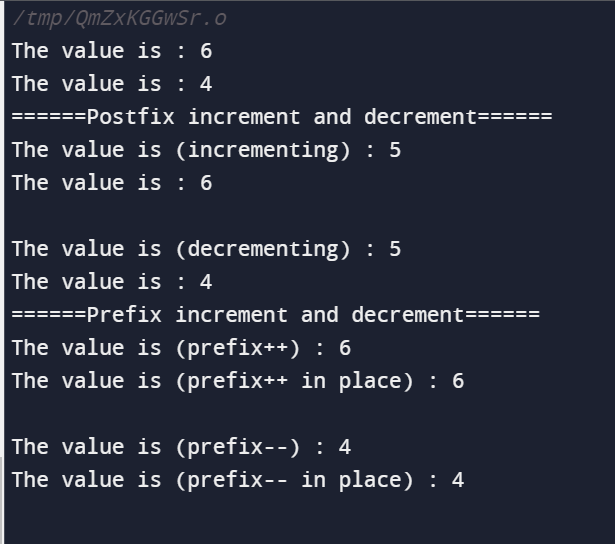 /tmp/QmZxKGGwSr.o
The value is : 6
The value is : 4
======Postfix increment and decrement======
The value is (incrementing) : 5
The value is : 6
The value is (decrementing) : 5
The value is : 4
======Prefix increment and decrement======
The value is (prefix++) : 6
The value is (prefix++ in place) : 6
The value is (prefix--) : 4
The value is (prefix-- in place) : 4